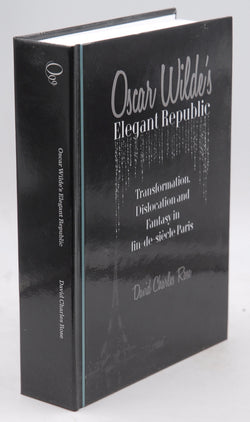 Oscar Wilde's
Elegant Republic
Transformation,
Dislocation and
Fantasy in
fin-de-siècle Paris
David Charles Rose
Oscar Wilde's Elegant Republic
David Charles Rose